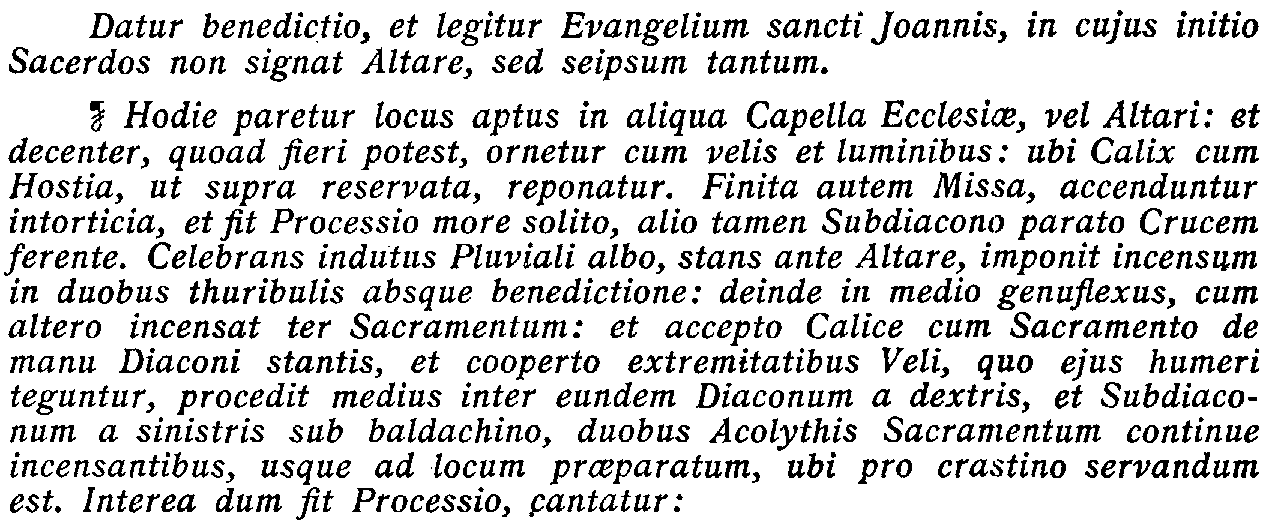 Datur benedictio, et legitur Evangelium sancti Joannis, in cujus initio
Sacerdos non signat Altare, sed seipsum tantum.
¶ Hodie paretur locus aptus in aliqua Capella Ecclesiæ, vel Altari: et
decenter, quoad fieri potest, ornetur cum velis et luminibus: ubi Calix cum
Hostia, ut supra reservata, reponatur. Finita autem Missa, accenduntur
intorticia, et fit Processio more solito, alio tamen Subdiacono parato Crucem
ferente. Celebrans indutus Pluviali albo, stans ante Altare, imponit incensum
in duobus thuribulis absque benedictione: deinde in medio genuflexus, cum
altero incensat ter Sacramentum: et accepto Calice cum Sacramento de
manu Diaconi stantis, et cooperto extremitatibus Veli, quo ejus humeri
teguntur, procedit medius inter eundem Diaconum a dextris, et Subdiaco-
num a sinistris sub baldachino, duobus Acolythis Sacramentum continue
incensantibus, usque ad locum præparatum, ubi pro crastino servandum
est. Interea dum fit Processio, cantatur: